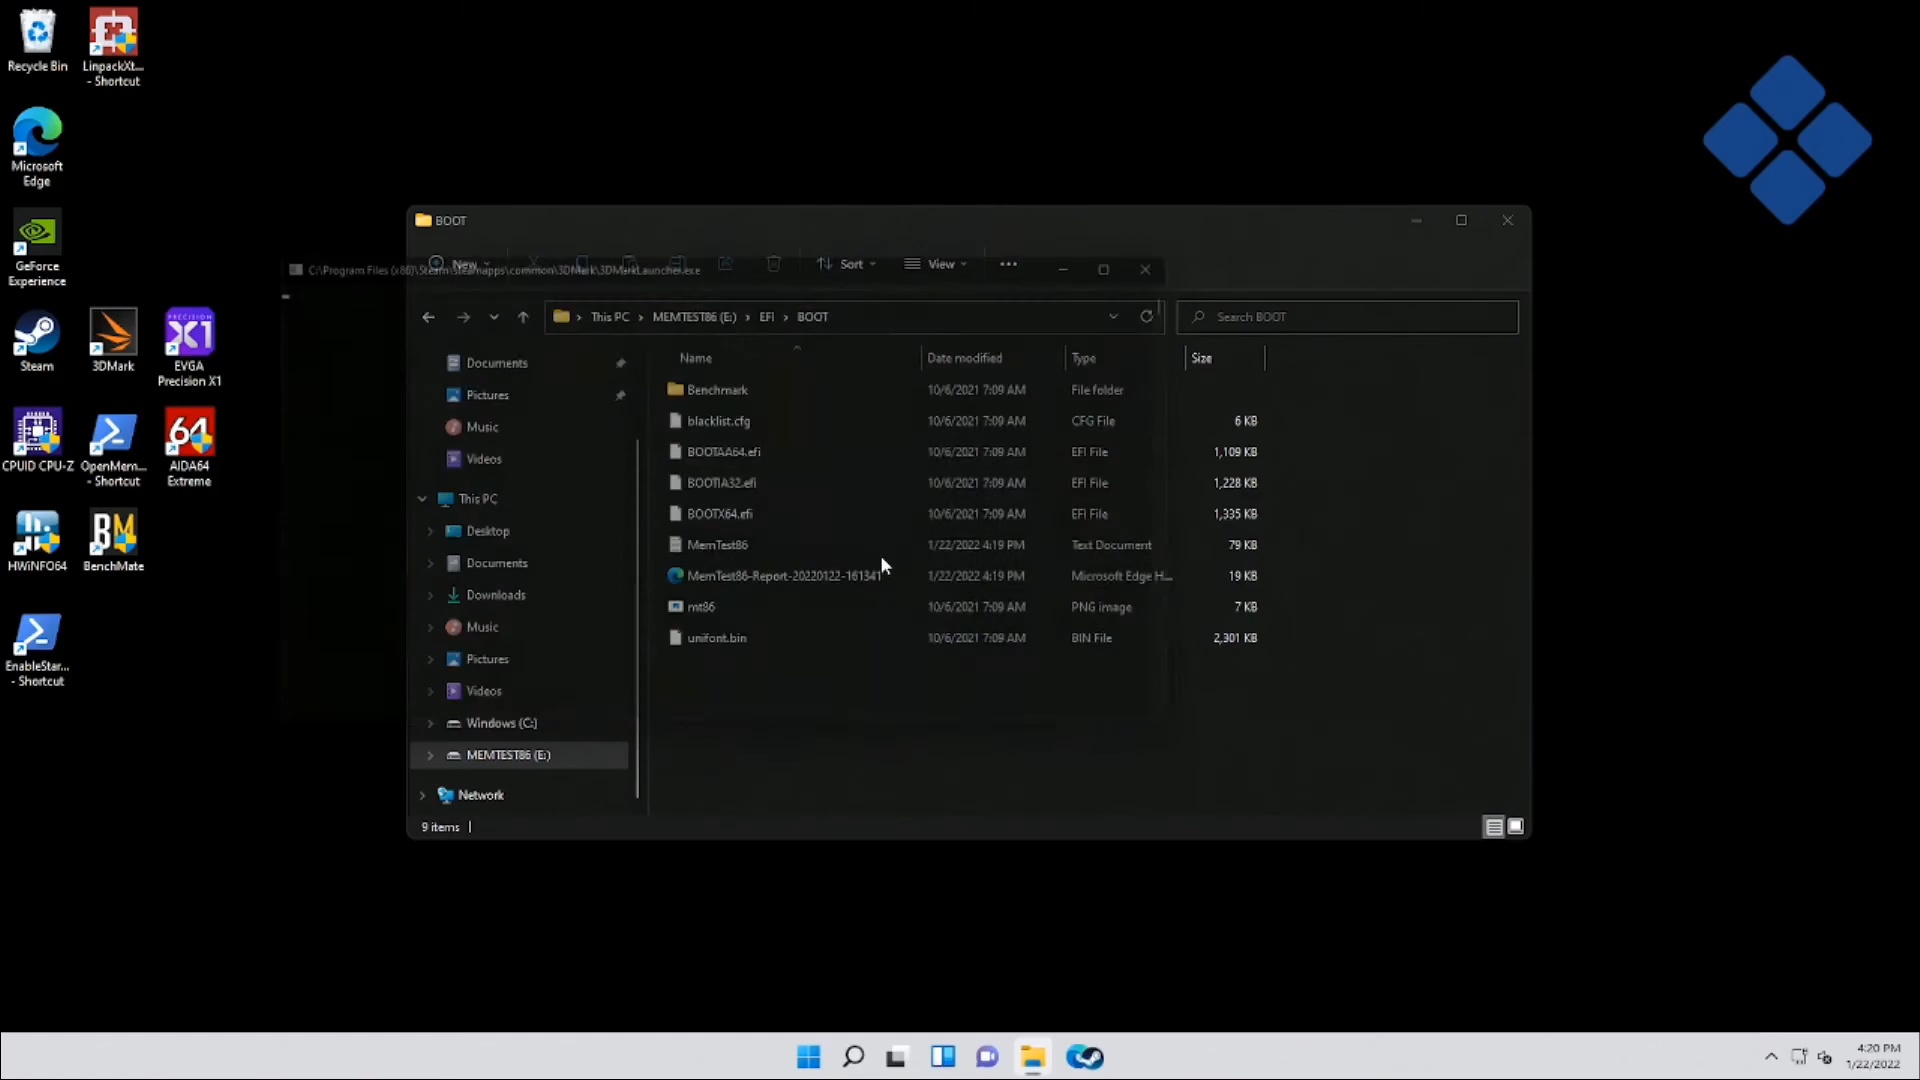 Recycle Bin
LinpackXt...
- Shortcut
Microsoft
Edge
GeForce
Experience
Steam
3DMark
EVGA
Precision X1
PRECISION
X1
CPUID CPU-Z
OpenMem...
- Shortcut
64
AIDA64
Extreme
HWiNFO64
BM
BenchMate
EnableStar...
- Shortcut
BOOT
New
Sort
View
C:\Program Files (x86)\Steam\steamapps\common\3DMark\3DMarkLauncher.exe
This PC > MEMTEST86 (E:) > EFI > BOOT
Search BOOT
Name Date modified Type Size
Benchmark 10/6/2021 7:09 AM File folder
blacklist.cfg 10/6/2021 7:09 AM CFG File 6 KB
BOOTAA64.efi 10/6/2021 7:09 AM EFI File 1,109 KB
BOOTIA32.efi 10/6/2021 7:09 AM EFI File 1,228 KB
BOOTX64.efi 10/6/2021 7:09 AM EFI File 1,335 KB
MemTest86 1/22/2022 4:19 PM Text Document 79 KB
MemTest86-Report-20220122-161341 1/22/2022 4:19 PM Microsoft Edge H... 19 KB
mt86 10/6/2021 7:09 AM PNG image 7 KB
unifont.bin 10/6/2021 7:09 AM BIN File 2,301 KB
Documents
Pictures
Music
Videos
This PC
Desktop
Documents
Downloads
Music
Pictures
Videos
Windows (C:)
MEMTEST86 (E:)
Network
9 items
4:20 PM
1/22/2022